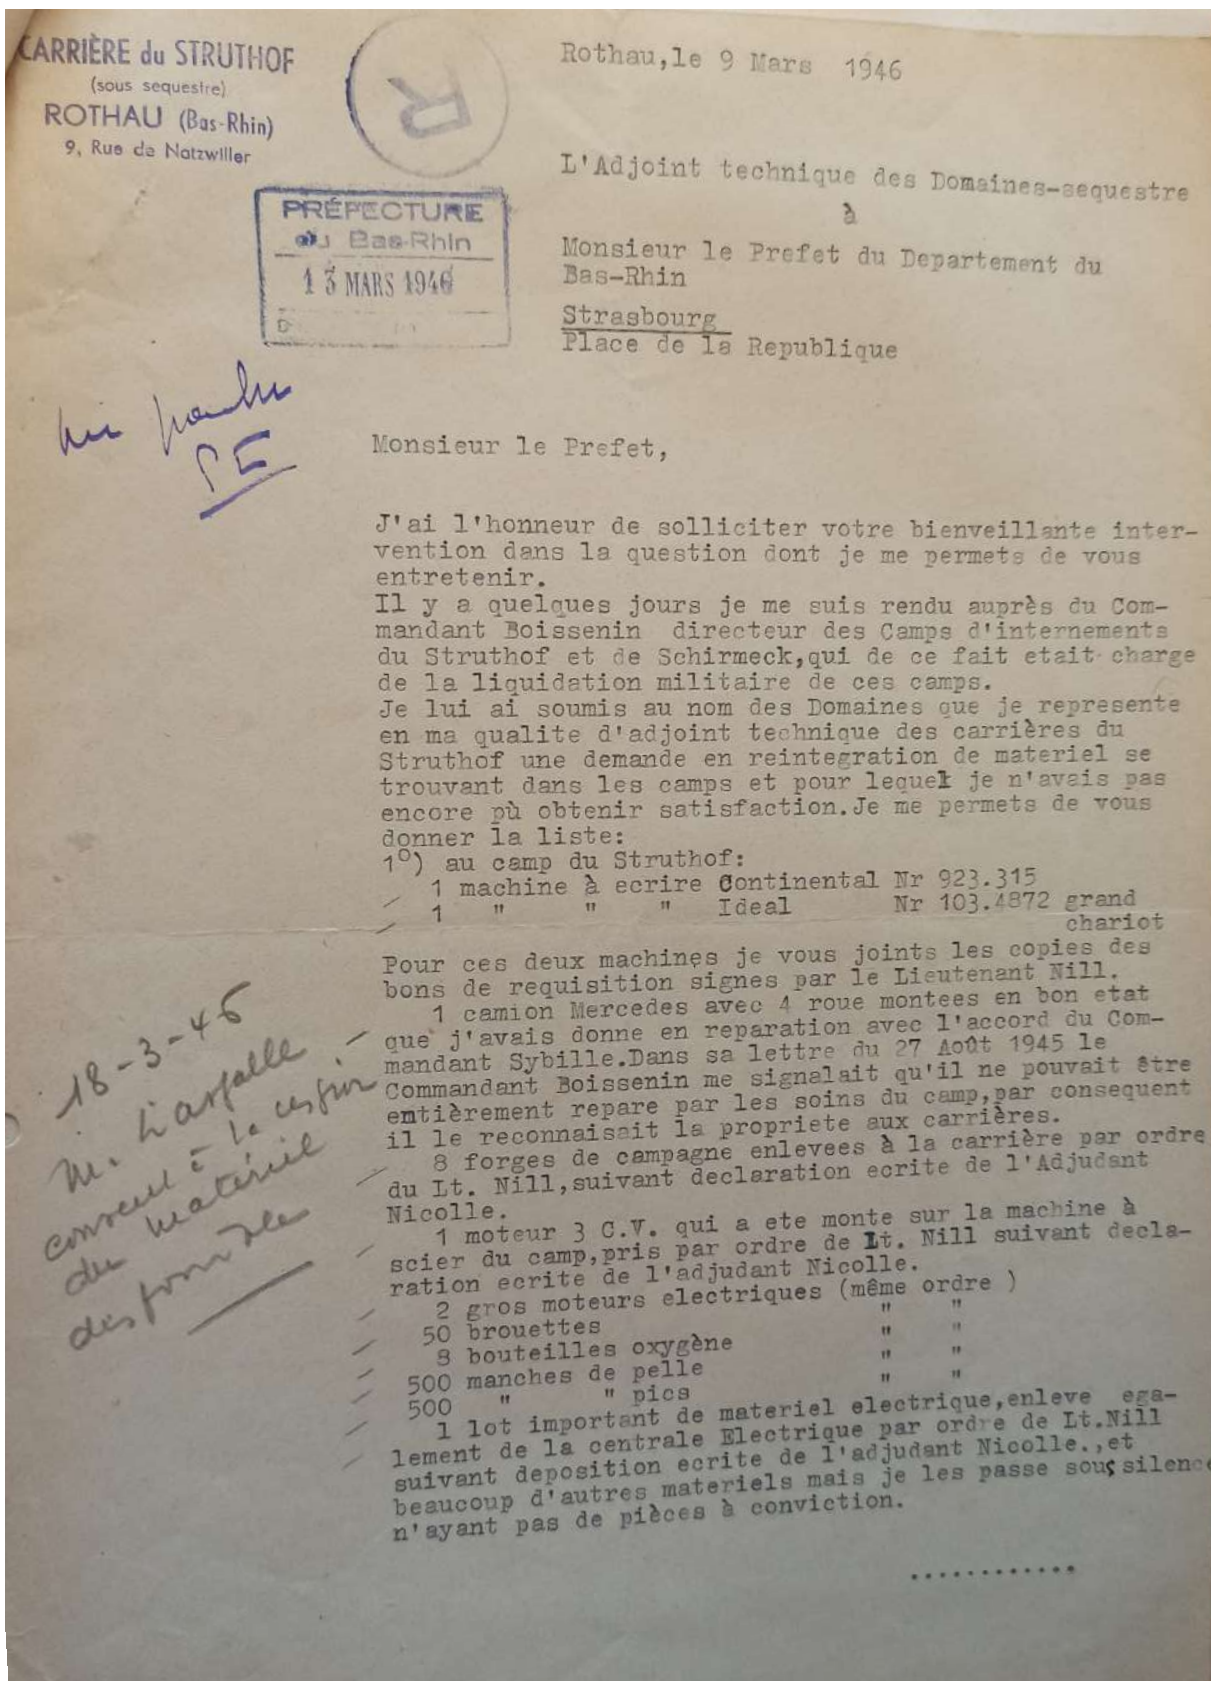 CARRIÈRE du STRUTHOF
(sous sequestre)
ROTHAU (Bas-Rhin)
9, Rue de Natzwiller
R
Rothau,le 9 Mars 1946
L'Adjoint technique des Domaines-sequestre
à
Monsieur le Prefet du Departement du
Bas-Rhin
Strasbourg
Place de la Republique
PRÉFECTURE
du Bas-Rhin
13 MARS 1946
D
Monsieur le Prefet,
J'ai l'honneur de solliciter votre bienveillante inter-
vention dans la question dont je me permets de vous
entretenir.
Il y a quelques jours je me suis rendu auprès du Com-
mandant Boissenin directeur des Camps d'internements
du Struthof et de Schirmeck,qui de ce fait etait charge
de la liquidation militaire de ces camps.
Je lui ai soumis au nom des Domaines que je represente
en ma qualite d'adjoint technique des carrières du
Struthof une demande en reintegration de materiel se
trouvant dans les camps et pour lequel je n'avais pas
encore pù obtenir satisfaction.Je me permets de vous
donner la liste:
1°) au camp du Struthof:
1 machine à ecrire Continental Nr 923.315
1 " " " Ideal Nr 103.4872 grand
chariot
Pour ces deux machines je vous joints les copies des
bons de requisition signes par le Lieutenant Nill.
1 camion Mercedes avec 4 roue montees en bon etat
que j'avais donne en reparation avec l'accord du Com-
mandant Sybille.Dans sa lettre du 27 Août 1945 le
Commandant Boissenin me signalait qu'il ne pouvait être
entièrement repare par les soins du camp,par consequent
il le reconnaisait la propriete aux carrières.
8 forges de campagne enlevees à la carrière par ordre
du Lt. Nill,suivant declaration ecrite de l'Adjudant
Nicolle.
1 moteur 3 C.V. qui a ete monte sur la machine à
scier du camp,pris par ordre de Lt. Nill suivant decla-
ration ecrite de l'adjudant Nicolle.
2 gros moteurs electriques (même ordre )
50 brouettes " "
8 bouteilles oxygène " "
500 manches de pelle " "
500 " " pics " "
1 lot important de materiel electrique,enleve ega-
lement de la centrale Electrique par ordre de Lt.Nill
suivant deposition ecrite de l'adjudant Nicolle.,et
beaucoup d'autres materiels mais je les passe sous silence
n'ayant pas de pièces à conviction.
............
18-3-46
M. Lasfalle
consent à la cession
du matériel